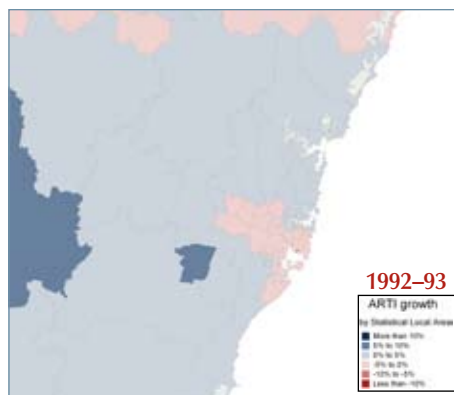 1992–93
ARTI growth
by Statistical Local Areas
More than 10%
5% to 10%
0% to 5%
-5% to 0%
-10% to -5%
Less than -10%